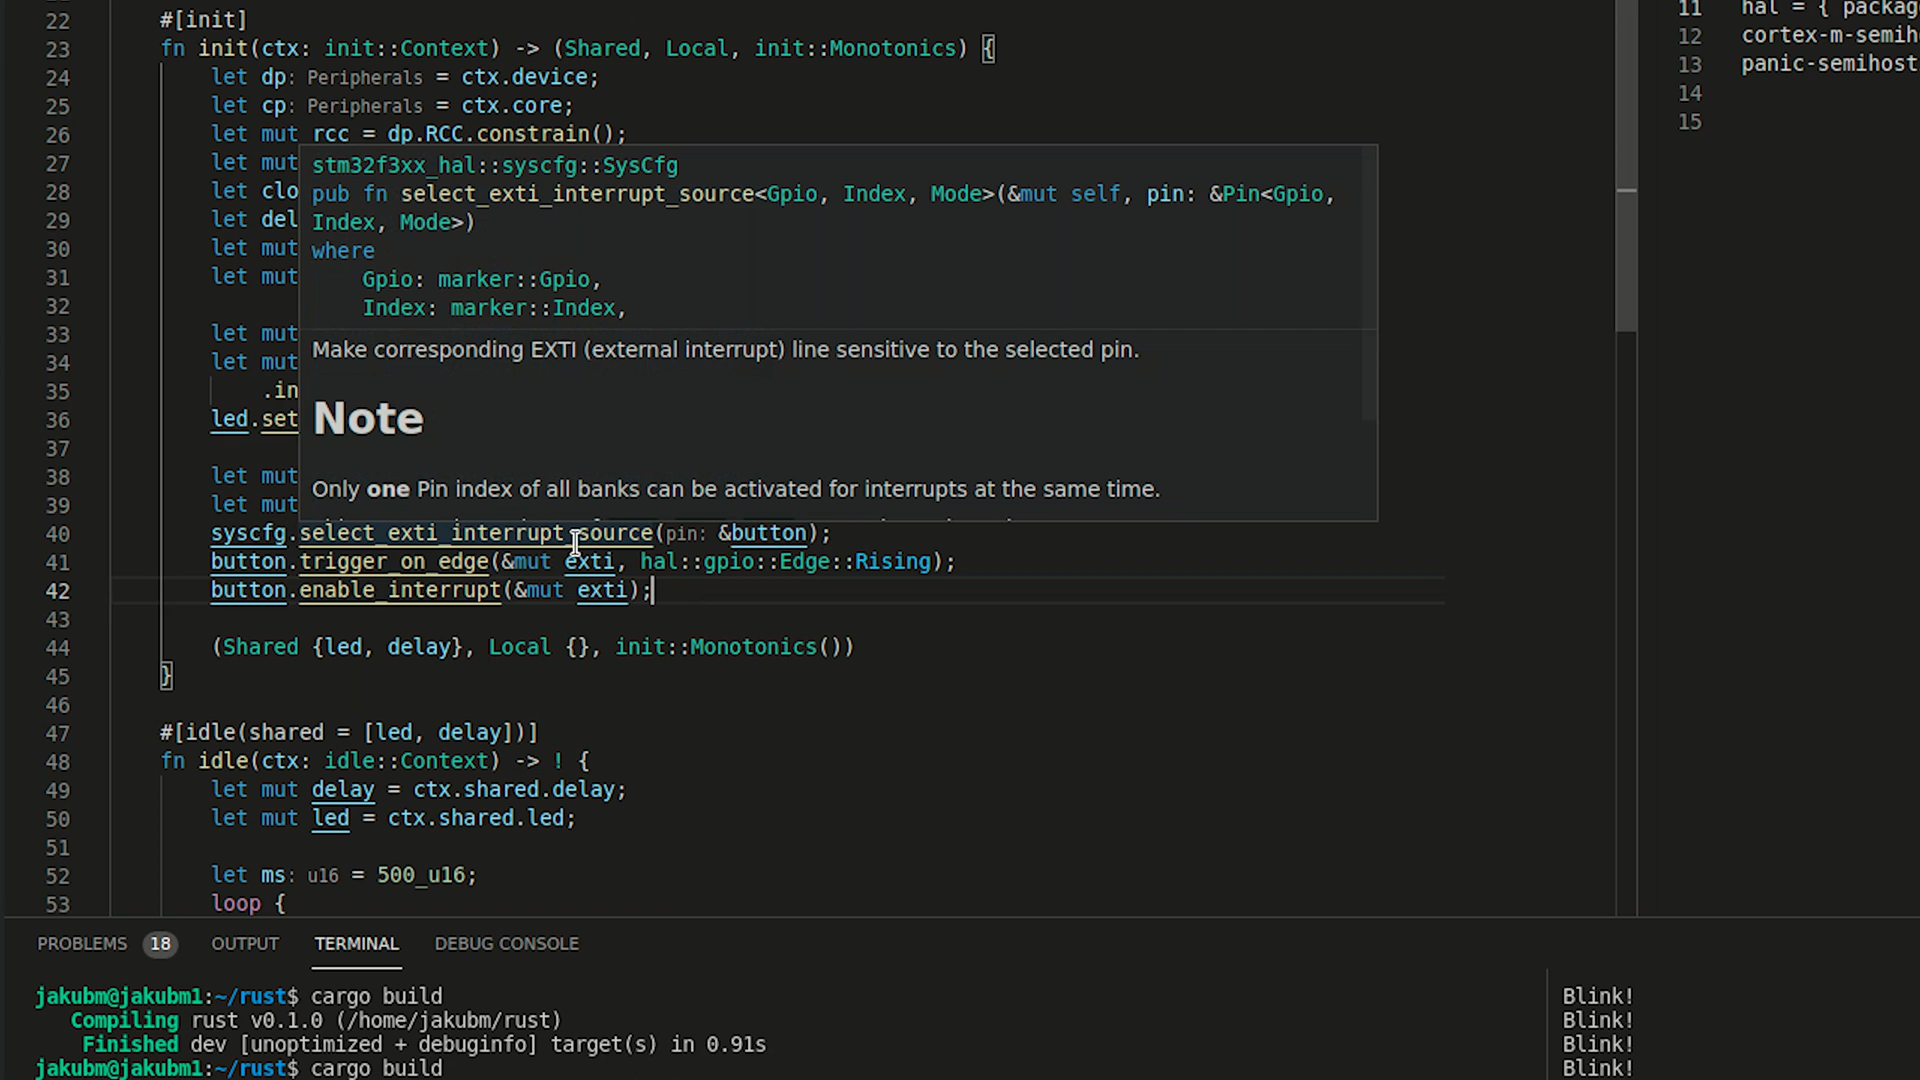 22 #[init]
23 fn init(ctx: init::Context) -> (Shared, Local, init::Monotonics) {
24 let dp: Peripherals = ctx.device;
25 let cp: Peripherals = ctx.core;
26 let mut rcc = dp.RCC.constrain();
27 let mut
28 let clo
29 let del
30 let mut
31 let mut
32
33 let mut
34 let mut
35 .in
36 led.set
37
38 let mut
39 let mut
stm32f3xx_hal::syscfg::SysCfg
pub fn select_exti_interrupt_source<Gpio, Index, Mode>(&mut self, pin: &Pin<Gpio,
Index, Mode>)
where
Gpio: marker::Gpio,
Index: marker::Index,
Make corresponding EXTI (external interrupt) line sensitive to the selected pin.
Note
Only one Pin index of all banks can be activated for interrupts at the same time.
40 syscfg.select_exti_interrupt_source(pin: &button);
41 button.trigger_on_edge(&mut exti, hal::gpio::Edge::Rising);
42 button.enable_interrupt(&mut exti);
43
44 (Shared {led, delay}, Local {}, init::Monotonics())
45 }
46
47 #[idle(shared = [led, delay])]
48 fn idle(ctx: idle::Context) -> ! {
49 let mut delay = ctx.shared.delay;
50 let mut led = ctx.shared.led;
51
52 let ms: u16 = 500_u16;
53 loop {
11 hal = { packag
12 cortex-m-semih
13 panic-semihost
14
15
PROBLEMS 18 OUTPUT TERMINAL DEBUG CONSOLE
jakubm@jakubm1:~/rust$ cargo build
Compiling rust v0.1.0 (/home/jakubm/rust)
Finished dev [unoptimized + debuginfo] target(s) in 0.91s
jakubm@jakubm1:~/rust$ cargo build
Blink!
Blink!
Blink!
Blink!